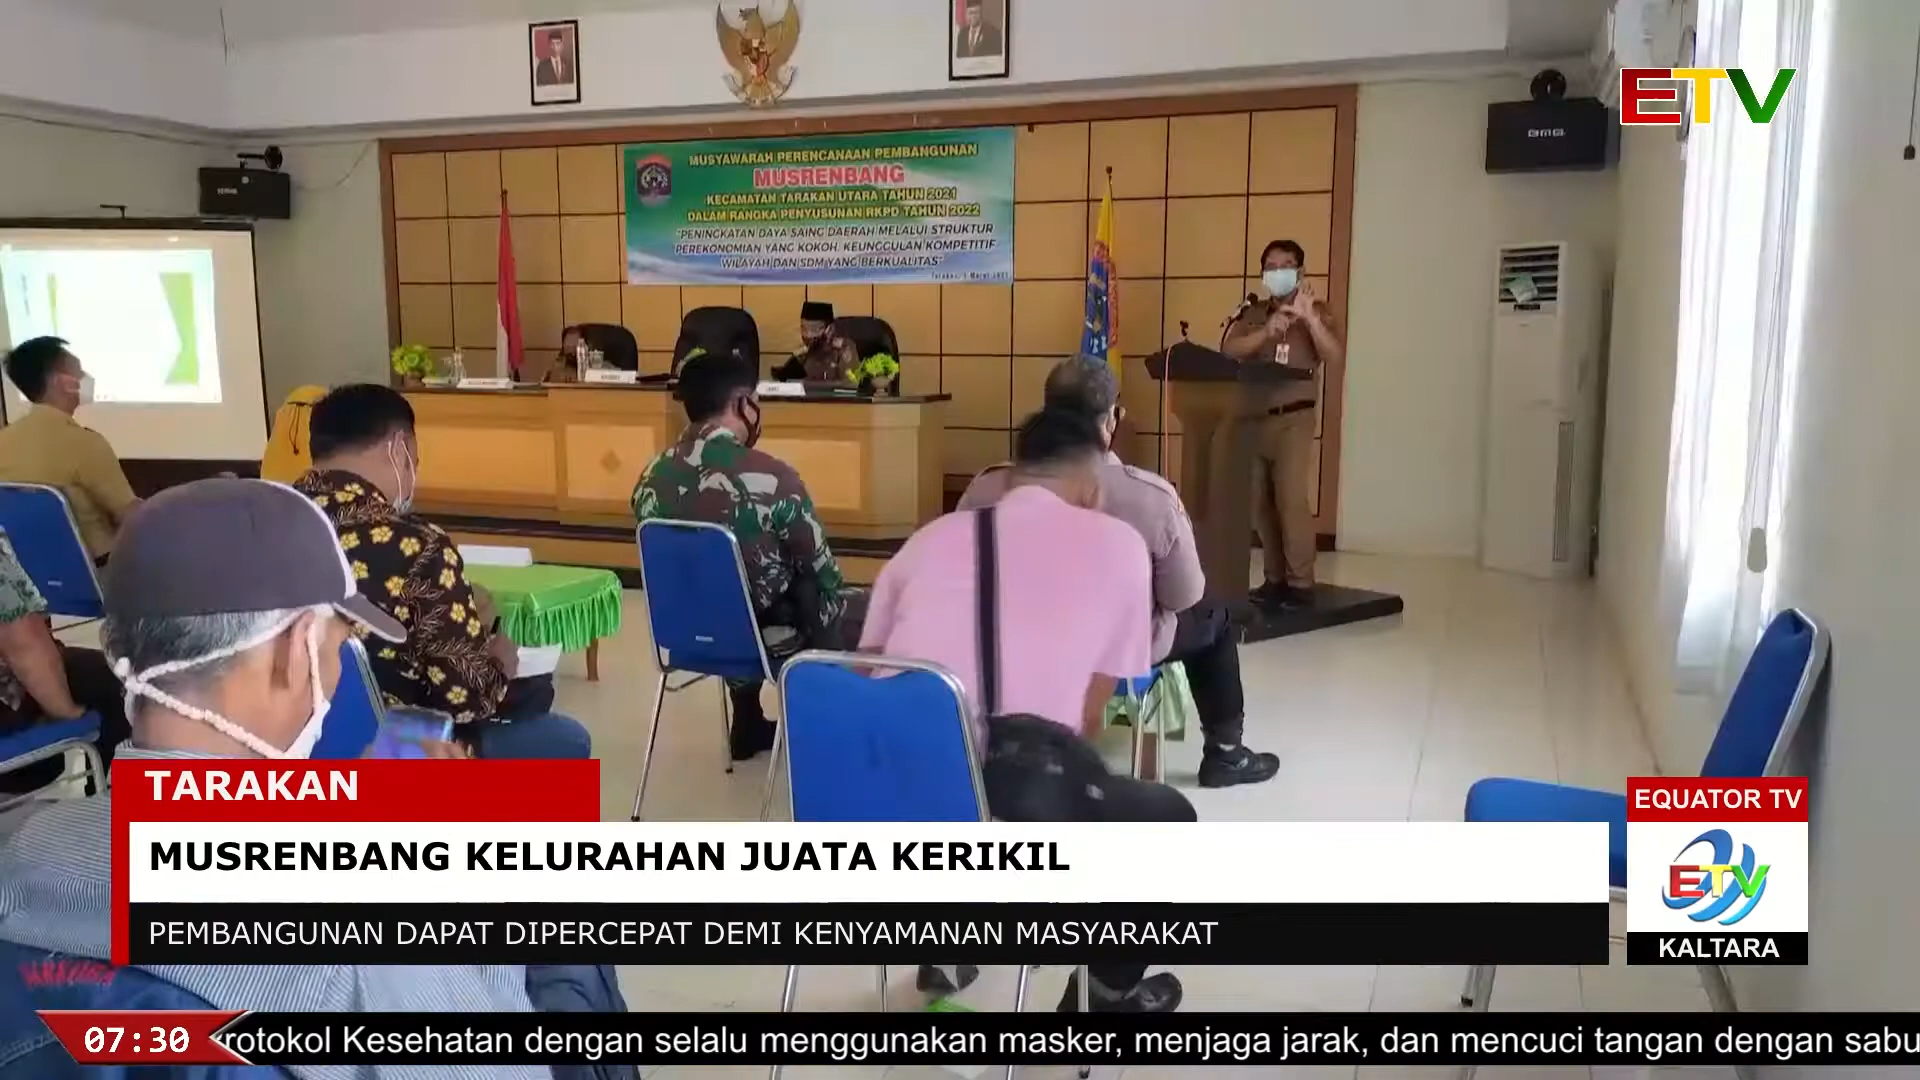 ETV
MUSYAWARAH PERENCANAAN PEMBANGUNAN
MUSRENBANG
KECAMATAN TARAKAN UTARA TAHUN 2021
DALAM RANGKA PENYUSUNAN RKPD TAHUN 2022
"PENINGKATAN DAYA SAING DAERAH MELALUI STRUKTUR
PEREKONOMIAN YANG KOKOH, KEUNGGULAN KOMPETITIF
WILAYAH DAN SDM YANG BERKUALITAS"
TARAKAN
MUSRENBANG KELURAHAN JUATA KERIKIL
PEMBANGUNAN DAPAT DIPERCEPAT DEMI KENYAMANAN MASYARAKAT
EQUATOR TV
ETV
KALTARA
07:30
rotokol Kesehatan dengan selalu menggunakan masker, menjaga jarak, dan mencuci tangan dengan sabu